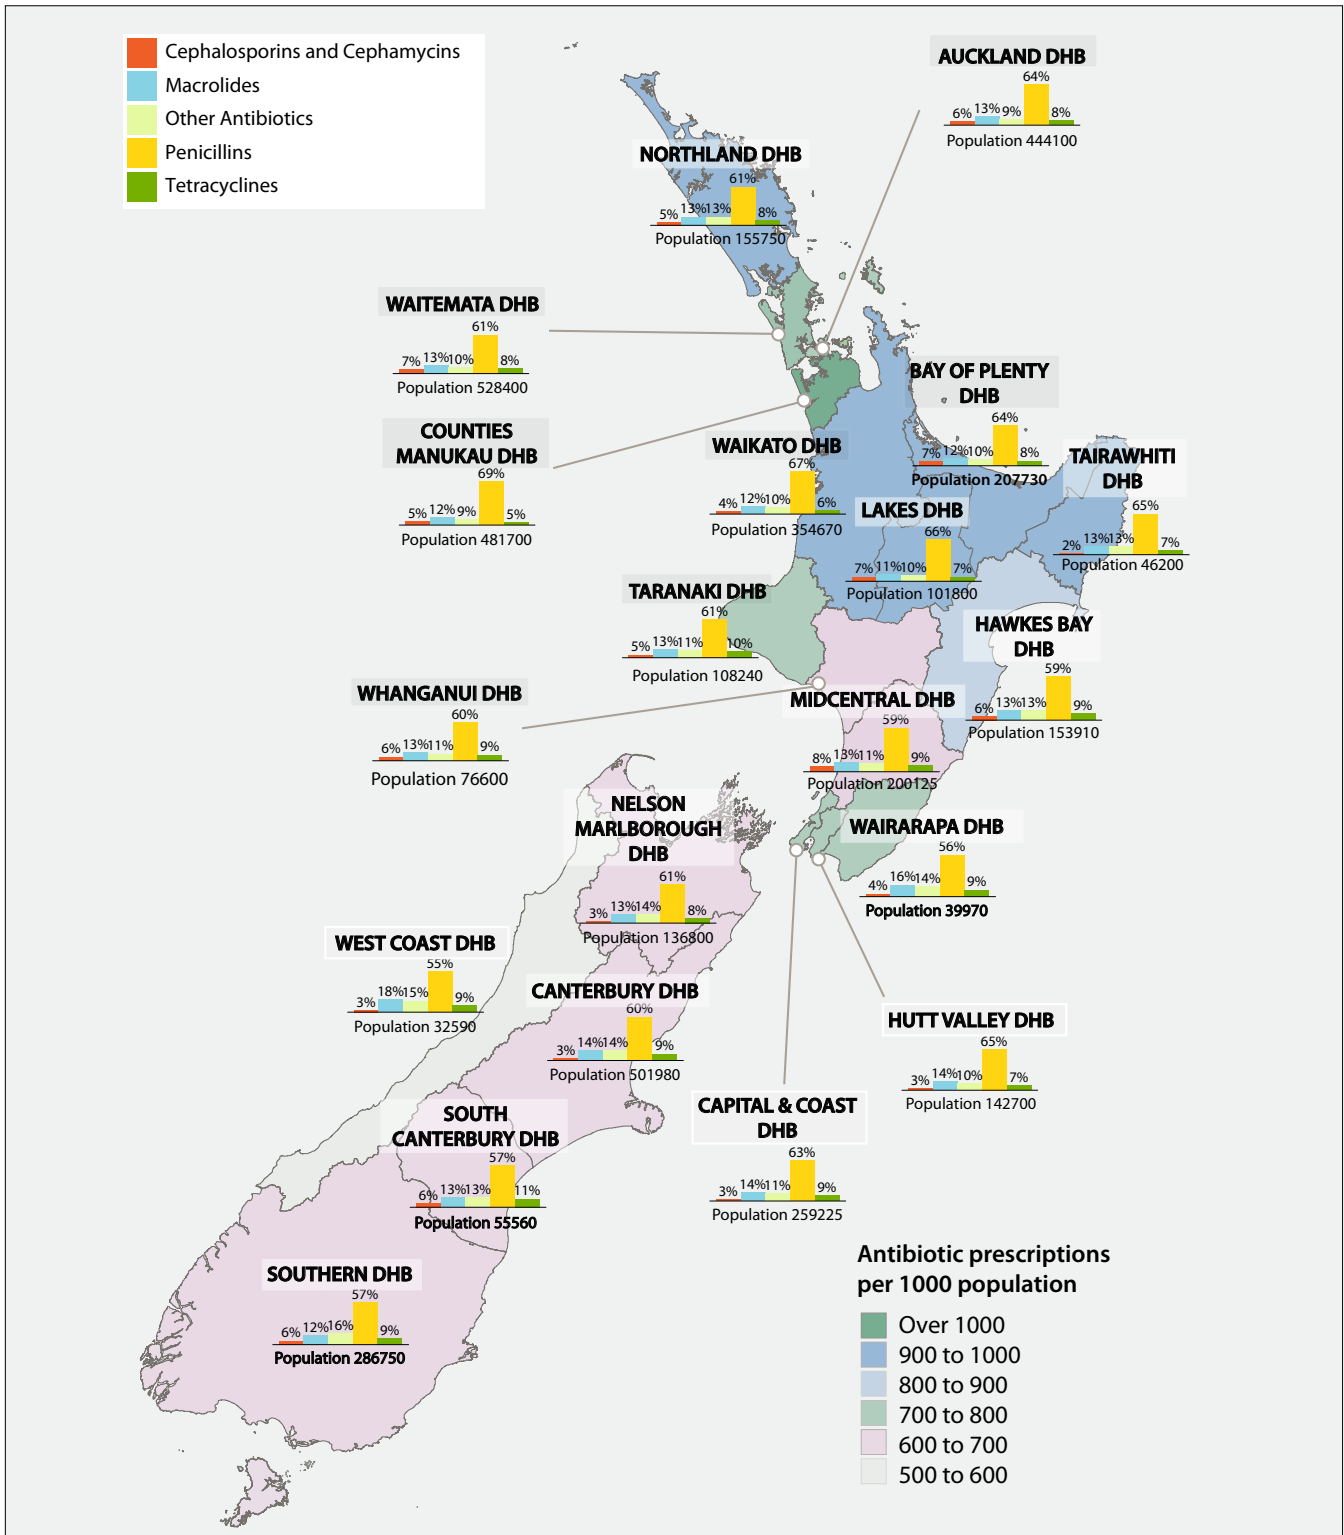 Cephalosporins and Cephamycins
Macrolides
Other Antibiotics
Penicillins
Tetracyclines
AUCKLAND DHB
64%
6% 13% 9% 8%
Population 444100
NORTHLAND DHB
61%
5% 13% 13% 8%
Population 155750
WAITEMATA DHB
61%
7% 13% 10% 8%
Population 528400
COUNTIES
MANUKAU DHB
69%
5% 12% 9% 5%
Population 481700
WAIKATO DHB
67%
4% 12% 10% 6%
Population 354670
BAY OF PLENTY
DHB
64%
7% 12% 10% 8%
Population 207730
TAIRAWHITI
DHB
65%
2% 13% 13% 7%
Population 46200
LAKES DHB
66%
7% 11% 10% 7%
Population 101800
TARANAKI DHB
61%
5% 13% 11% 10%
Population 108240
HAWKES BAY
DHB
59%
6% 13% 13% 9%
Population 153910
WHANGANUI DHB
60%
6% 13% 11% 9%
Population 76600
MIDCENTRAL DHB
59%
8% 13% 11% 9%
Population 200125
NELSON
MARLBOROUGH
DHB
61%
3% 13% 14% 8%
Population 136800
WAIRARAPA DHB
56%
4% 16% 14% 9%
Population 39970
WEST COAST DHB
55%
3% 18% 15% 9%
Population 32590
CANTERBURY DHB
60%
3% 14% 14% 9%
Population 501980
HUTT VALLEY DHB
65%
3% 14% 10% 7%
Population 142700
CAPITAL & COAST
DHB
63%
3% 14% 11% 9%
Population 259225
SOUTH
CANTERBURY DHB
57%
6% 13% 13% 11%
Population 55560
SOUTHERN DHB
57%
6% 12% 16% 9%
Population 286750
Antibiotic prescriptions
per 1000 population
Over 1000
900 to 1000
800 to 900
700 to 800
600 to 700
500 to 600